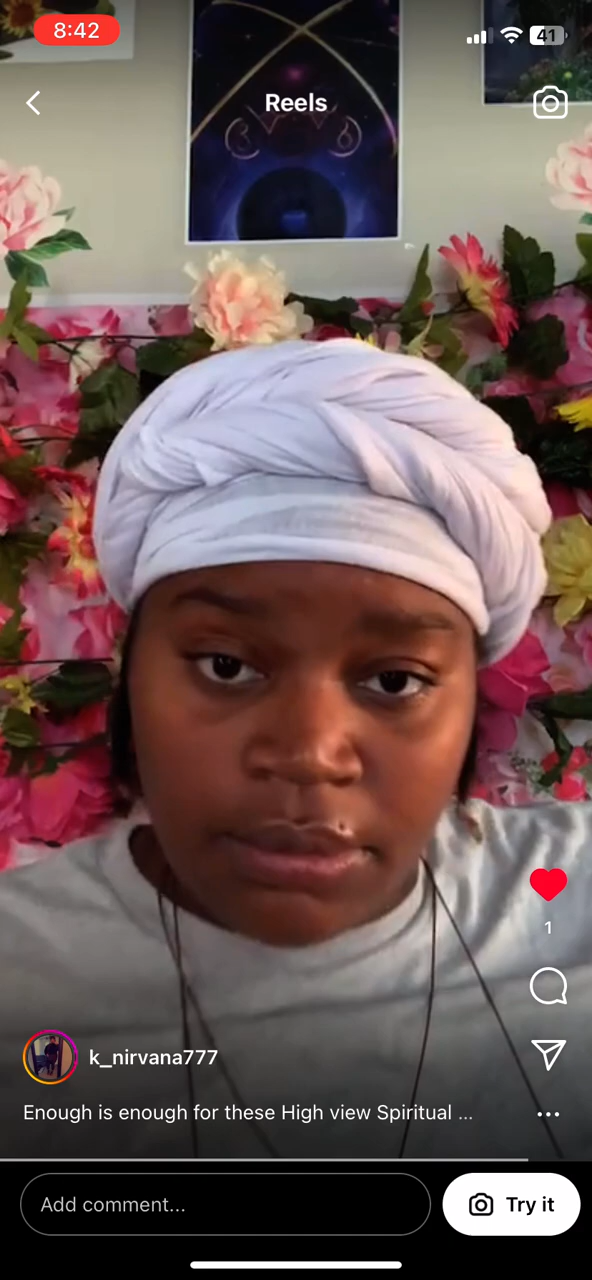 8:42
41
Reels
1
k_nirvana777
Enough is enough for these High view Spiritual ...
Add comment...
Try it